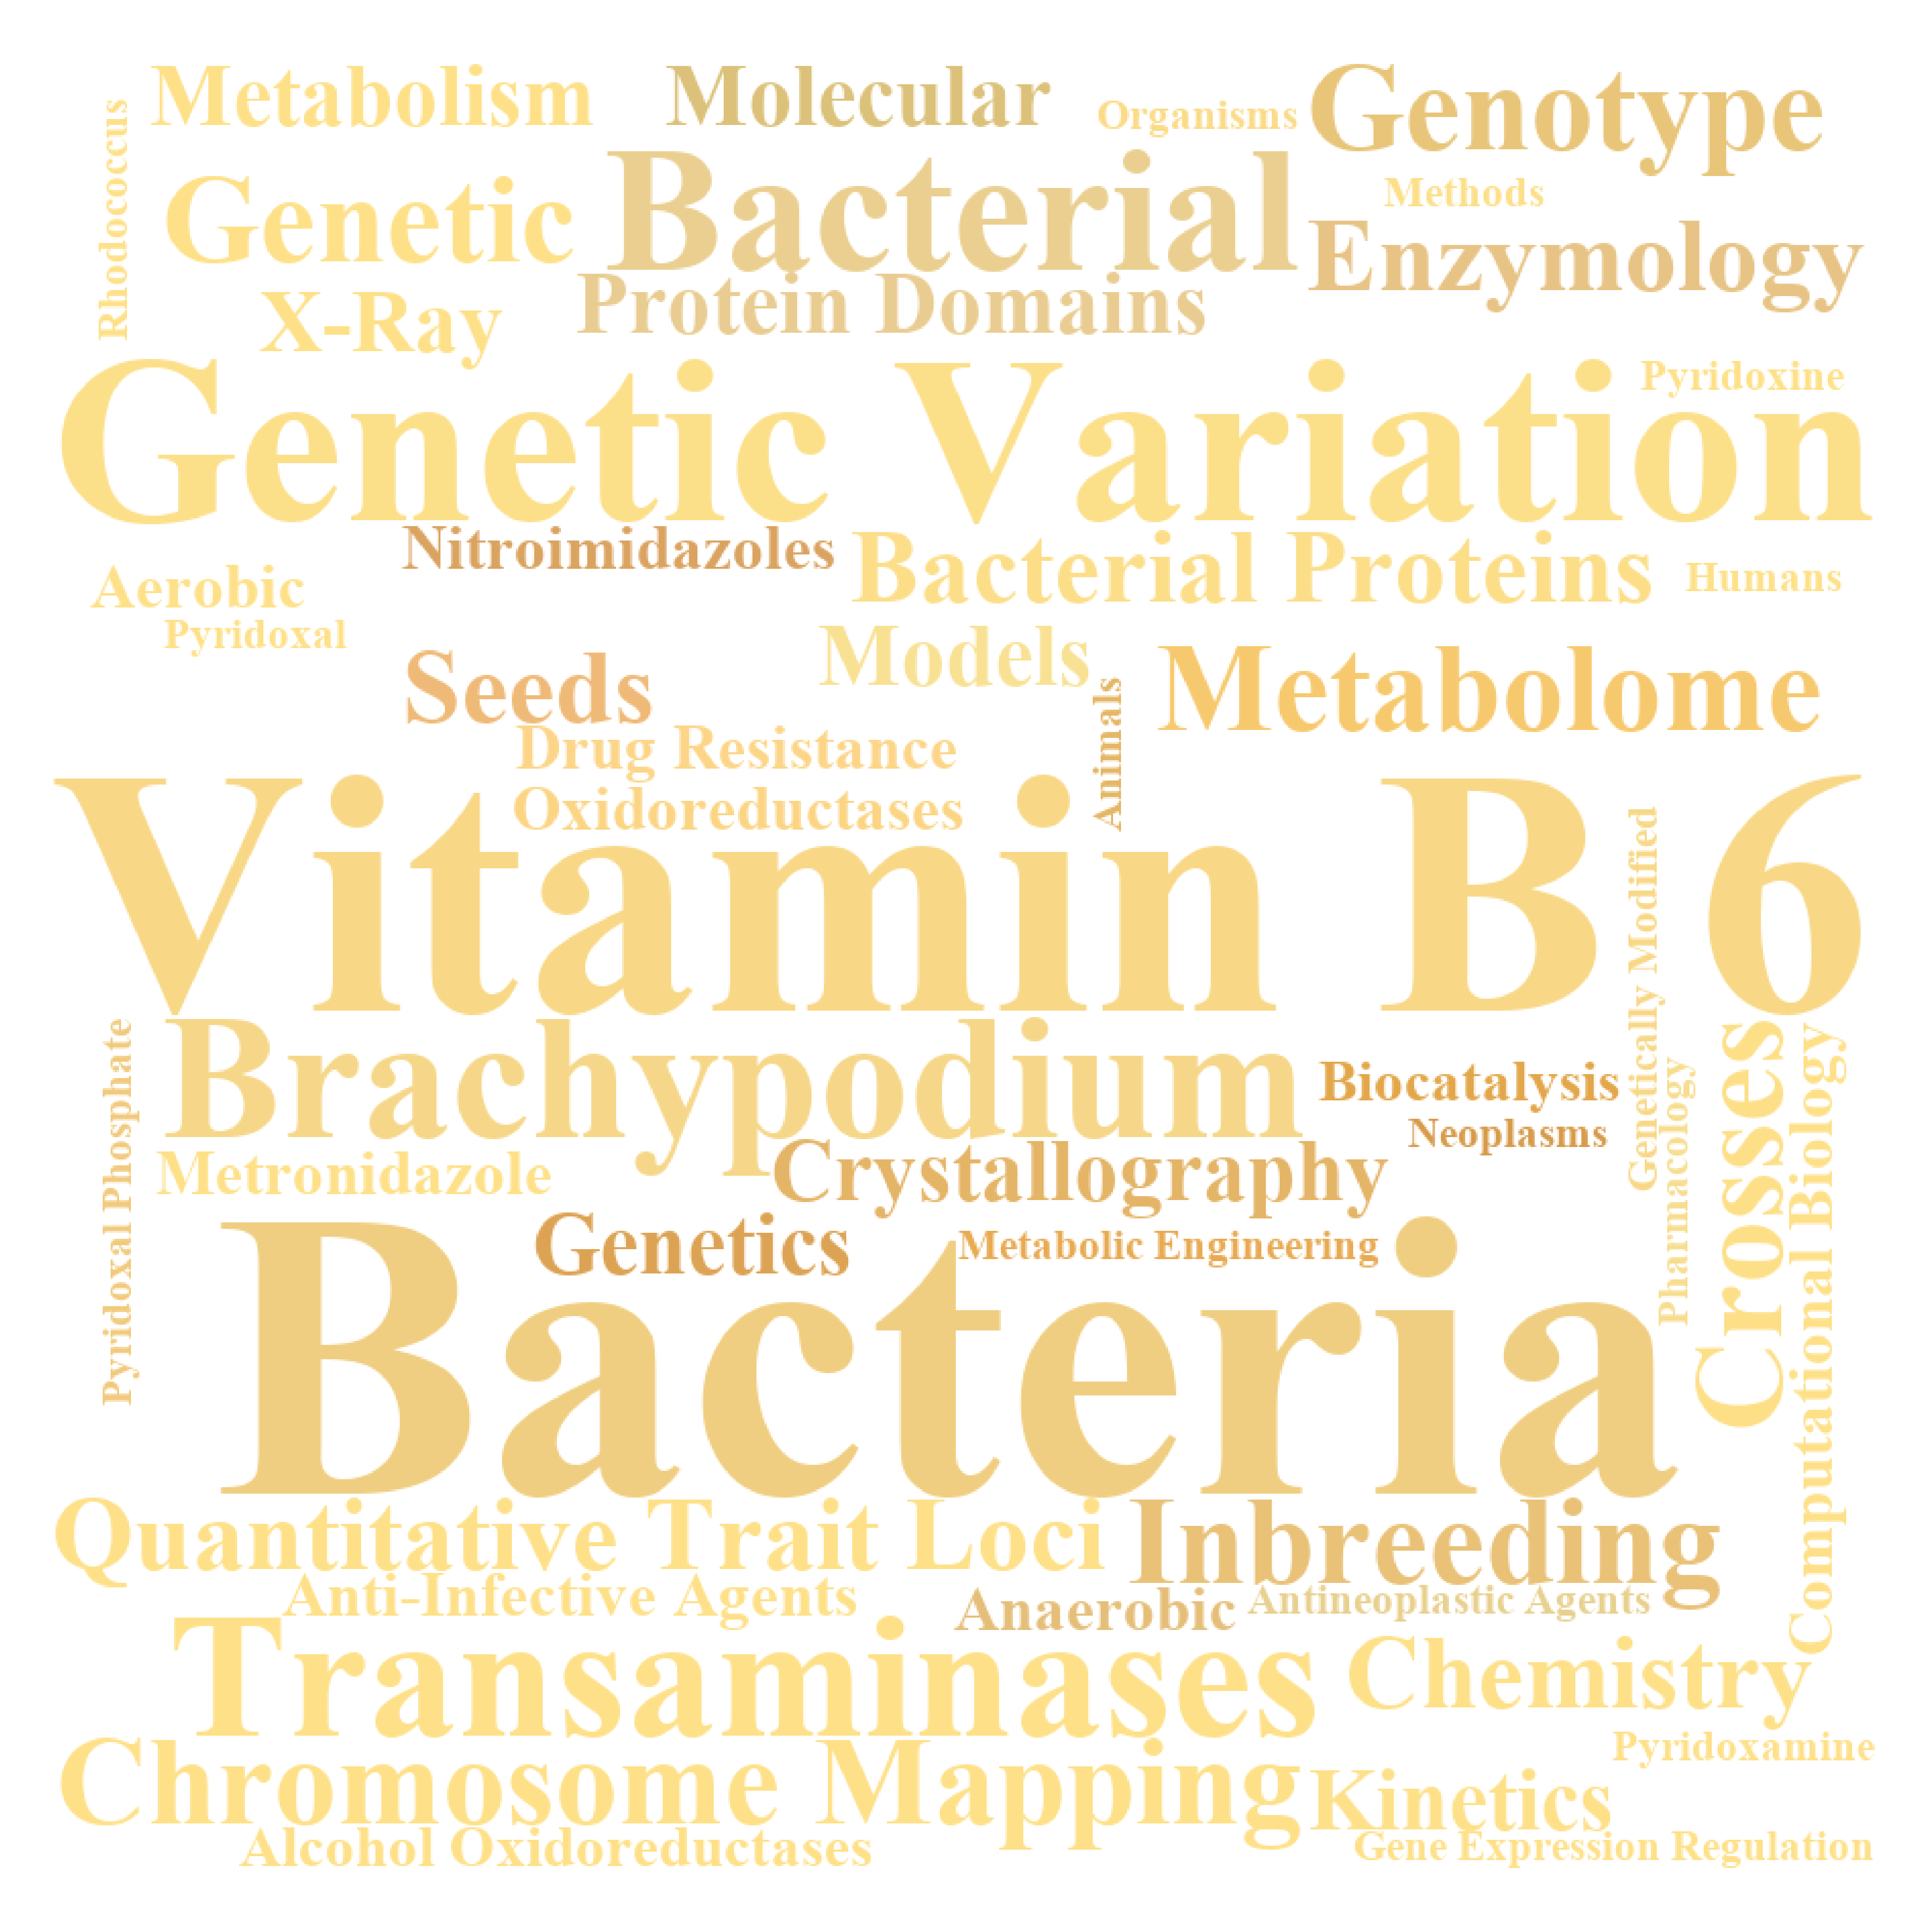 Metabolism
Molecular
Organisms
Genotype
Rhodococcus
Genetic
Bacterial
Methods
Enzymology
X-Ray
Protein Domains
Genetic Variation
Pyridoxine
Nitroimidazoles
Bacterial Proteins
Humans
Aerobic
Pyridoxal
Seeds
Models
Animals
Metabolome
Drug Resistance
Oxidoreductases
Vitamin B 6
Genetically Modified
Brachypodium
Biocatalysis
Neoplasms
Pharmacology
Crosses
Computational Biology
Pyridoxal Phosphate
Metronidazole
Crystallography
Genetics
Metabolic Engineering
Bacteria
Quantitative Trait Loci
Inbreeding
Anti-Infective Agents
Anaerobic
Antineoplastic Agents
Transaminases
Chemistry
Pyridoxamine
Chromosome Mapping
Kinetics
Alcohol Oxidoreductases
Gene Expression Regulation